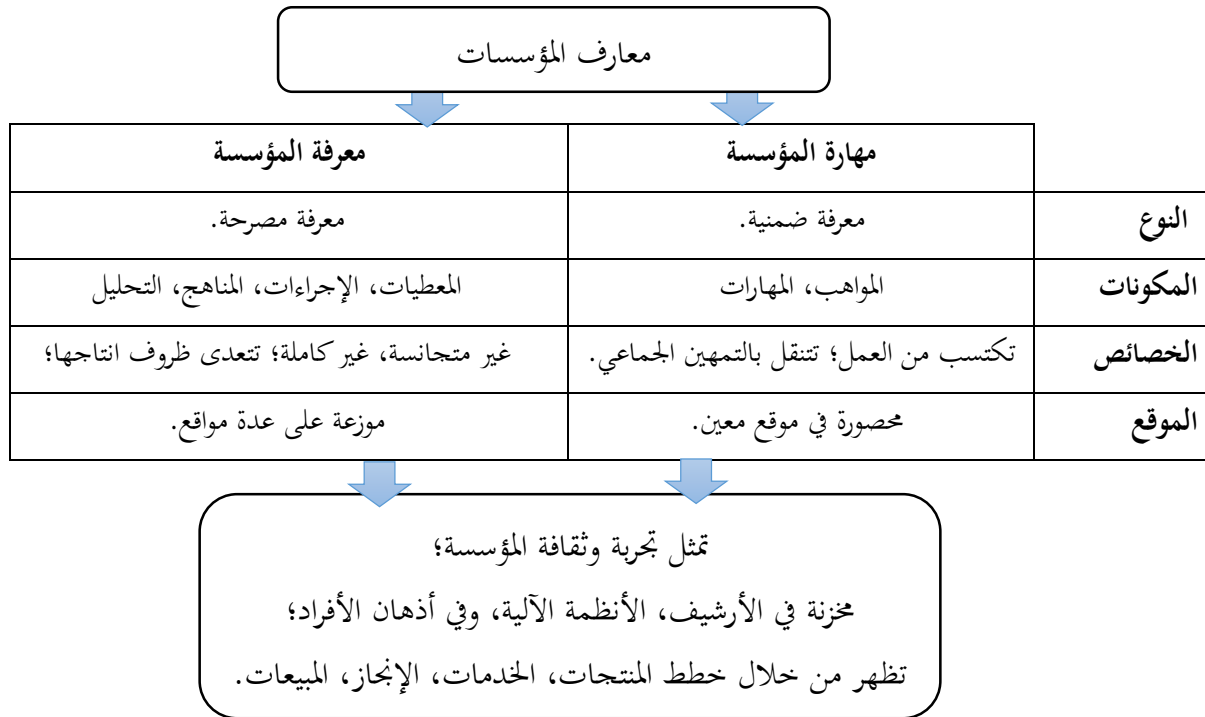 معارف المؤسسات
مهارة المؤسسة معرفة المؤسسة
النوع معرفة ضمنية. معرفة مصرحة.
المكونات المواهب، المهارات المعطيات، الإجراءات، المناهج، التحليل
الخصائص تكتسب من العمل؛ تتنقل بالتمهين الجماعي. غير متجانسة، غير كاملة؛ تتعدى ظروف انتاجها؛
الموقع محصورة في موقع معين. موزعة على عدة مواقع.
تمثل تجربة وثقافة المؤسسة؛
مخزنة في الأرشيف، الأنظمة الآلية، وفي أذهان الأفراد؛
تظهر من خلال خطط المنتجات، الخدمات، الإنجاز، المبيعات.